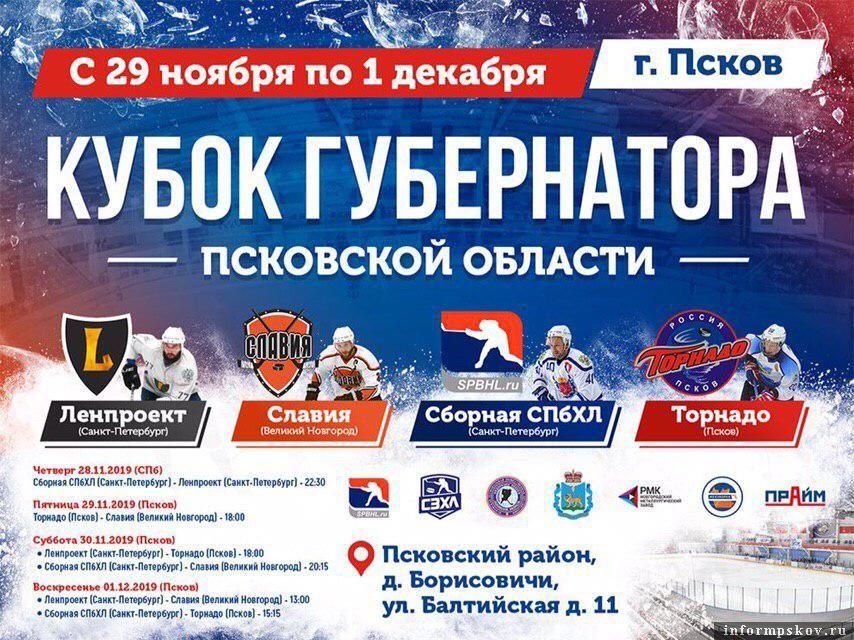 С 29 ноября по 1 декабря
г. Псков
КУБОК ГУБЕРНАТОРА
ПСКОВСКОЙ ОБЛАСТИ
L
СЛАВИЯ
SPBHL.ru
РОССИЯ
ТОРНАДО
ПСКОВ
Ленпроект
(Санкт-Петербург)
Славия
(Великий Новгород)
Сборная СПбХЛ
(Санкт-Петербург)
Торнадо
(Псков)
Четверг 28.11.2019 (СПб)
Сборная СПбХЛ (Санкт-Петербург) - Ленпроект (Санкт-Петербург) - 22:30
Пятница 29.11.2019 (Псков)
Торнадо (Псков) - Славия (Великий Новгород) - 18:00
Суббота 30.11.2019 (Псков)
• Ленпроект (Санкт-Петербург) - Торнадо (Псков) - 18:00
• Сборная СПбХЛ (Санкт-Петербург) - Славия (Великий Новгород) - 20:15
Воскресенье 01.12.2019 (Псков)
• Ленпроект (Санкт-Петербург) - Славия (Великий Новгород) - 13:00
• Сборная СПбХЛ (Санкт-Петербург) - Торнадо (Псков) - 15:15
SPBHL.ru
СЗХЛ
РМК
НОВГОРОДСКИЙ
МЕТАЛЛУРГИЧЕСКИЙ
ЗАВОД
ПРАЙМ
Псковский район,
д. Борисовичи,
ул. Балтийская д. 11
informpskov.ru